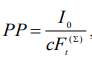 PP = I₀ / cFₜ^(Σ) ,